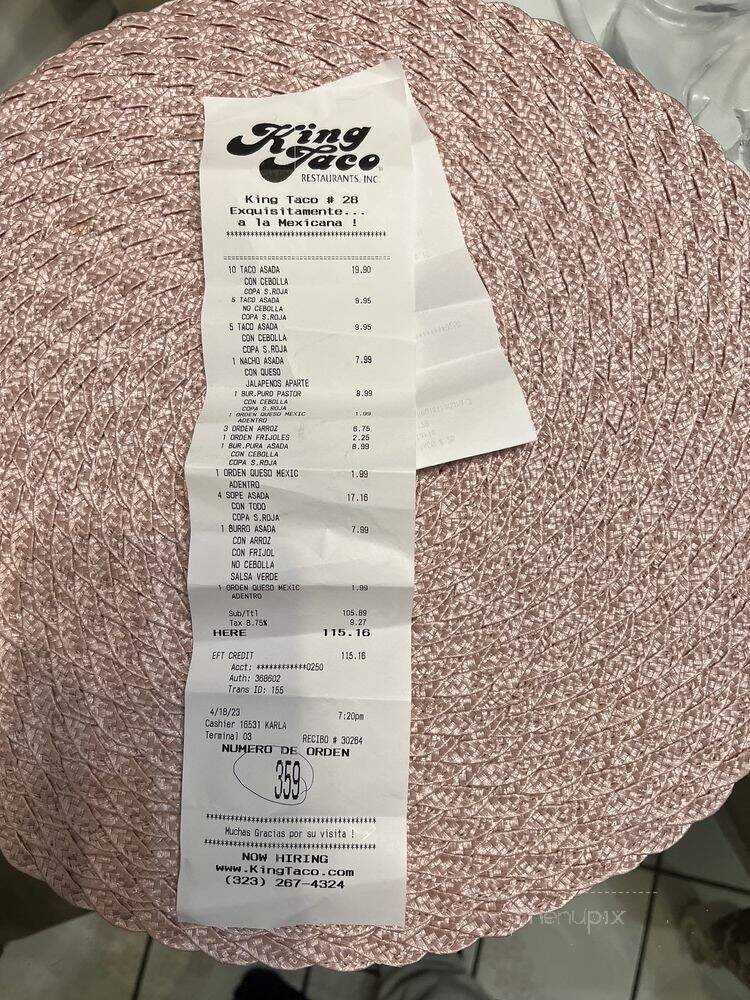 King Taco
RESTAURANTS, INC.
King Taco # 28
Exquisitamente...
a la Mexicana !
10 TACO ASADA 19.90
CON CEBOLLA
COPA S.ROJA
5 TACO ASADA 9.95
NO CEBOLLA
COPA S.ROJA
5 TACO ASADA 9.95
CON CEBOLLA
COPA S.ROJA
1 NACHO ASADA 7.99
CON QUESO
JALAPENOS APARTE
1 BUR.PURO PASTOR 8.99
CON CEBOLLA
COPA S.ROJA
1 ORDEN QUESO MEXIC 1.99
ADENTRO
3 ORDEN ARROZ 6.75
1 ORDEN FRIJOLES 2.25
1 BUR.PURA ASADA 8.99
CON CEBOLLA
COPA S.ROJA
1 ORDEN QUESO MEXIC 1.99
ADENTRO
4 SOPE ASADA 17.16
CON TODO
COPA S.ROJA
1 BURRO ASADA 7.99
CON ARROZ
CON FRIJOL
NO CEBOLLA
SALSA VERDE
1 ORDEN QUESO MEXIC 1.99
ADENTRO
Sub/Ttl 105.89
Tax 8.75% 9.27
HERE 115.16
EFT CREDIT 115.16
Acct: ************0250
Auth: 368602
Trans ID: 155
4/18/23 7:20pm
Cashier 16531 KARLA
Terminal 03 RECIBO # 30264
NUMERO DE ORDEN
359
Muchas Gracias por su visita !
NOW HIRING
www.KingTaco.com
(323) 267-4324
menupix